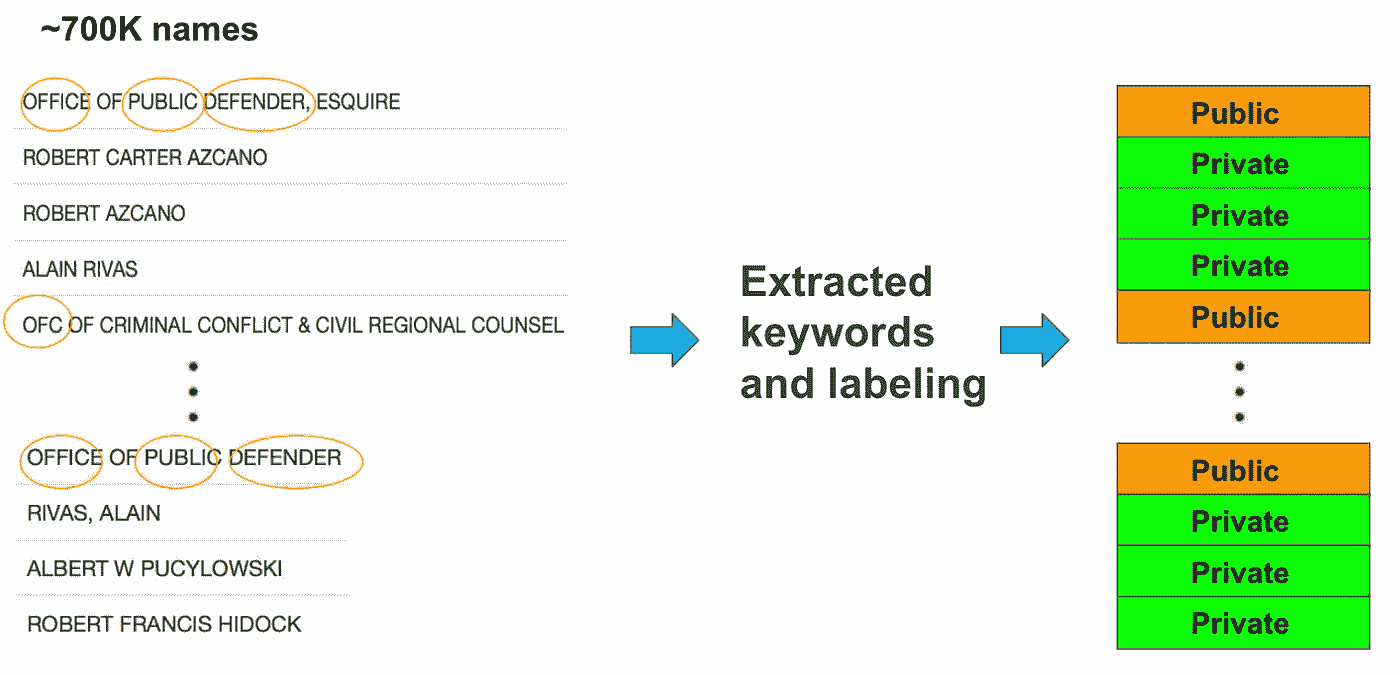 ~700K names
OFFICE OF PUBLIC DEFENDER, ESQUIRE
ROBERT CARTER AZCANO
ROBERT AZCANO
ALAIN RIVAS
OFC OF CRIMINAL CONFLICT & CIVIL REGIONAL COUNSEL
OFFICE OF PUBLIC DEFENDER
RIVAS, ALAIN
ALBERT W PUCYLOWSKI
ROBERT FRANCIS HIDOCK
Extracted
keywords
and labeling
Public
Private
Private
Private
Public
Public
Private
Private
Private